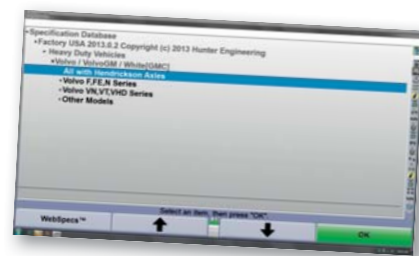 -Specification Database
•Factory USA 2013.0.2 Copyright (c) 2013 Hunter Engineering
• Heavy Duty Vehicles
•Volvo / VolvoGM / White[GMC]
All with Hendrickson Axles
•Volvo F,FE,N Series
•Volvo VN,VT,VHD Series
•Other Models
Select an item, then press "OK".
WebSpecs™
OK